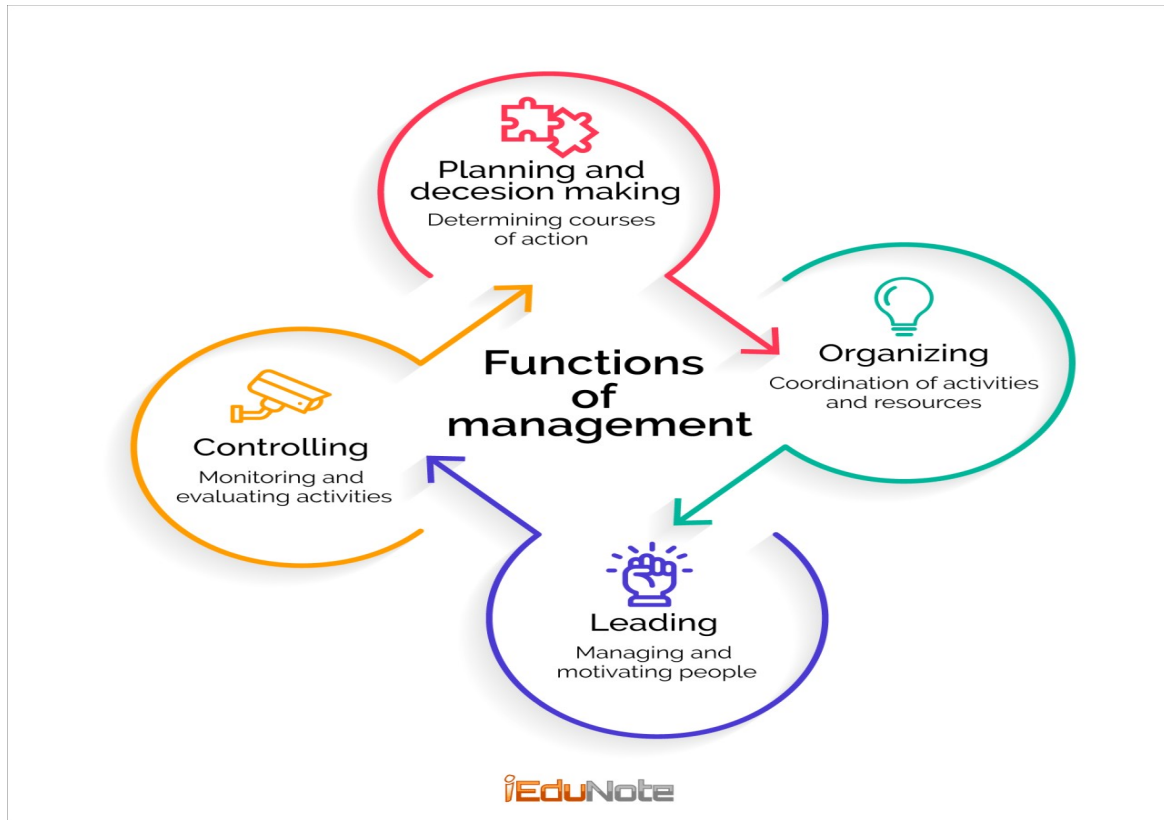 Planning and
decesion making
Determining courses
of action
Organizing
Coordination of activities
and resources
Functions
of
management
Controlling
Monitoring and
evaluating activities
Leading
Managing and
motivating people
iEduNote